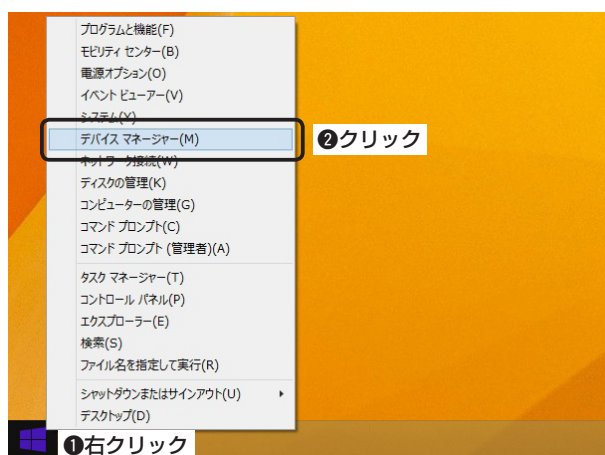 プログラムと機能(F)
モビリティ センター(B)
電源オプション(O)
イベント ビューアー(V)
システム(Y)
デバイス マネージャー(M)
❷クリック
ネットワーク接続(W)
ディスクの管理(K)
コンピューターの管理(G)
コマンド プロンプト(C)
コマンド プロンプト (管理者)(A)
タスク マネージャー(T)
コントロール パネル(P)
エクスプローラー(E)
検索(S)
ファイル名を指定して実行(R)
シャットダウンまたはサインアウト(U)
デスクトップ(D)
❶右クリック